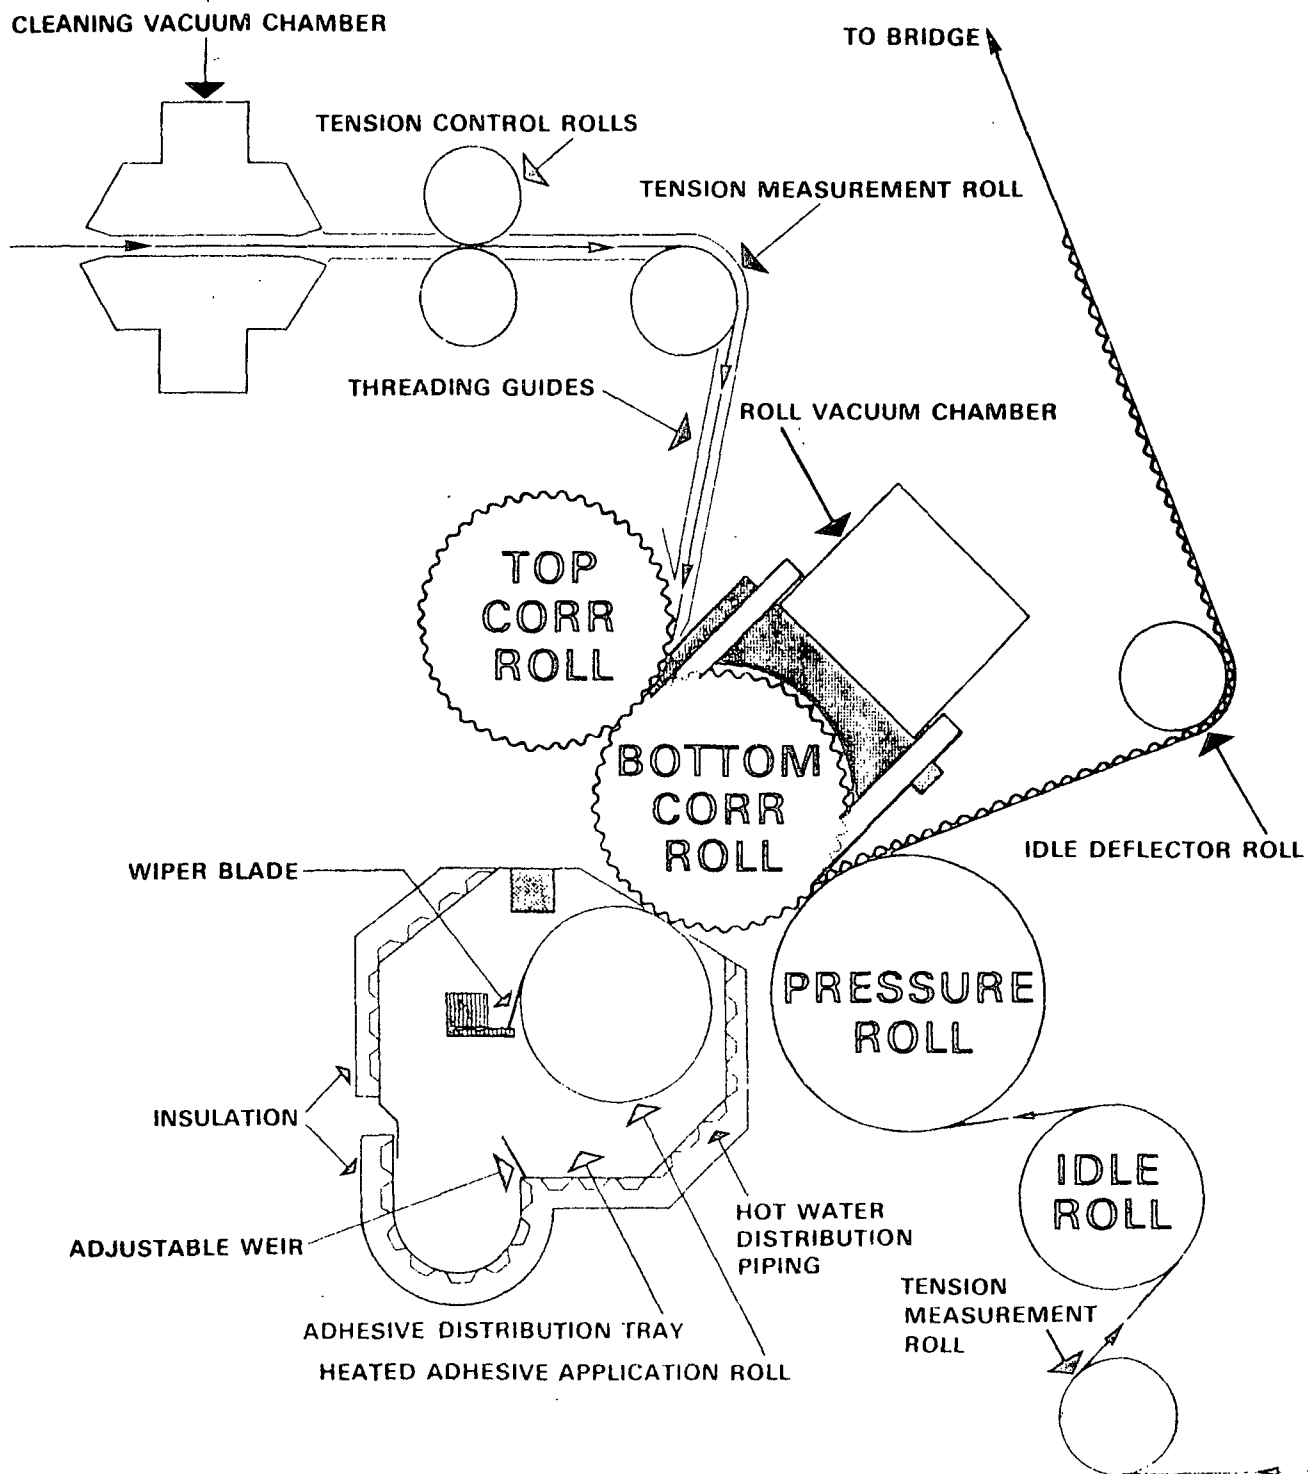 CLEANING VACUUM CHAMBER
TO BRIDGE
TENSION CONTROL ROLLS
TENSION MEASUREMENT ROLL
THREADING GUIDES
ROLL VACUUM CHAMBER
TOP
CORR
ROLL
BOTTOM
CORR
ROLL
IDLE DEFLECTOR ROLL
WIPER BLADE
PRESSURE
ROLL
INSULATION
IDLE
ROLL
HOT WATER
DISTRIBUTION
PIPING
ADJUSTABLE WEIR
TENSION
MEASUREMENT
ROLL
ADHESIVE DISTRIBUTION TRAY
HEATED ADHESIVE APPLICATION ROLL